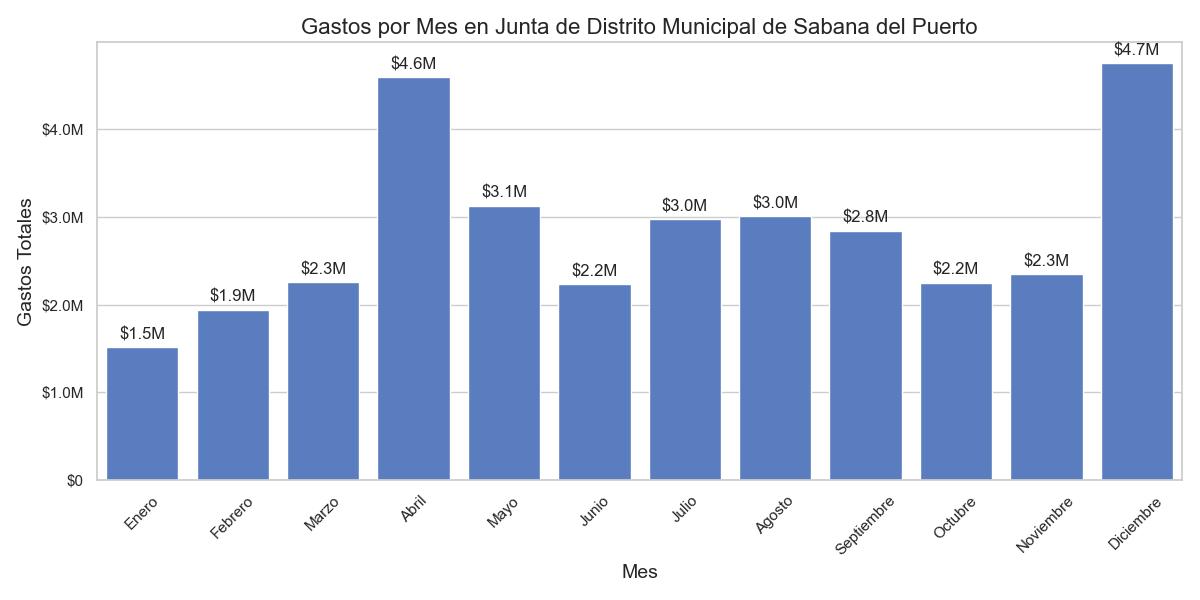 Gastos por Mes en Junta de Distrito Municipal de Sabana del Puerto
Gastos Totales
$4.0M
$3.0M
$2.0M
$1.0M
$0
$1.5M
$1.9M
$2.3M
$4.6M
$3.1M
$2.2M
$3.0M
$3.0M
$2.8M
$2.2M
$2.3M
$4.7M
Enero
Febrero
Marzo
Abril
Mayo
Junio
Julio
Agosto
Septiembre
Octubre
Noviembre
Diciembre
Mes